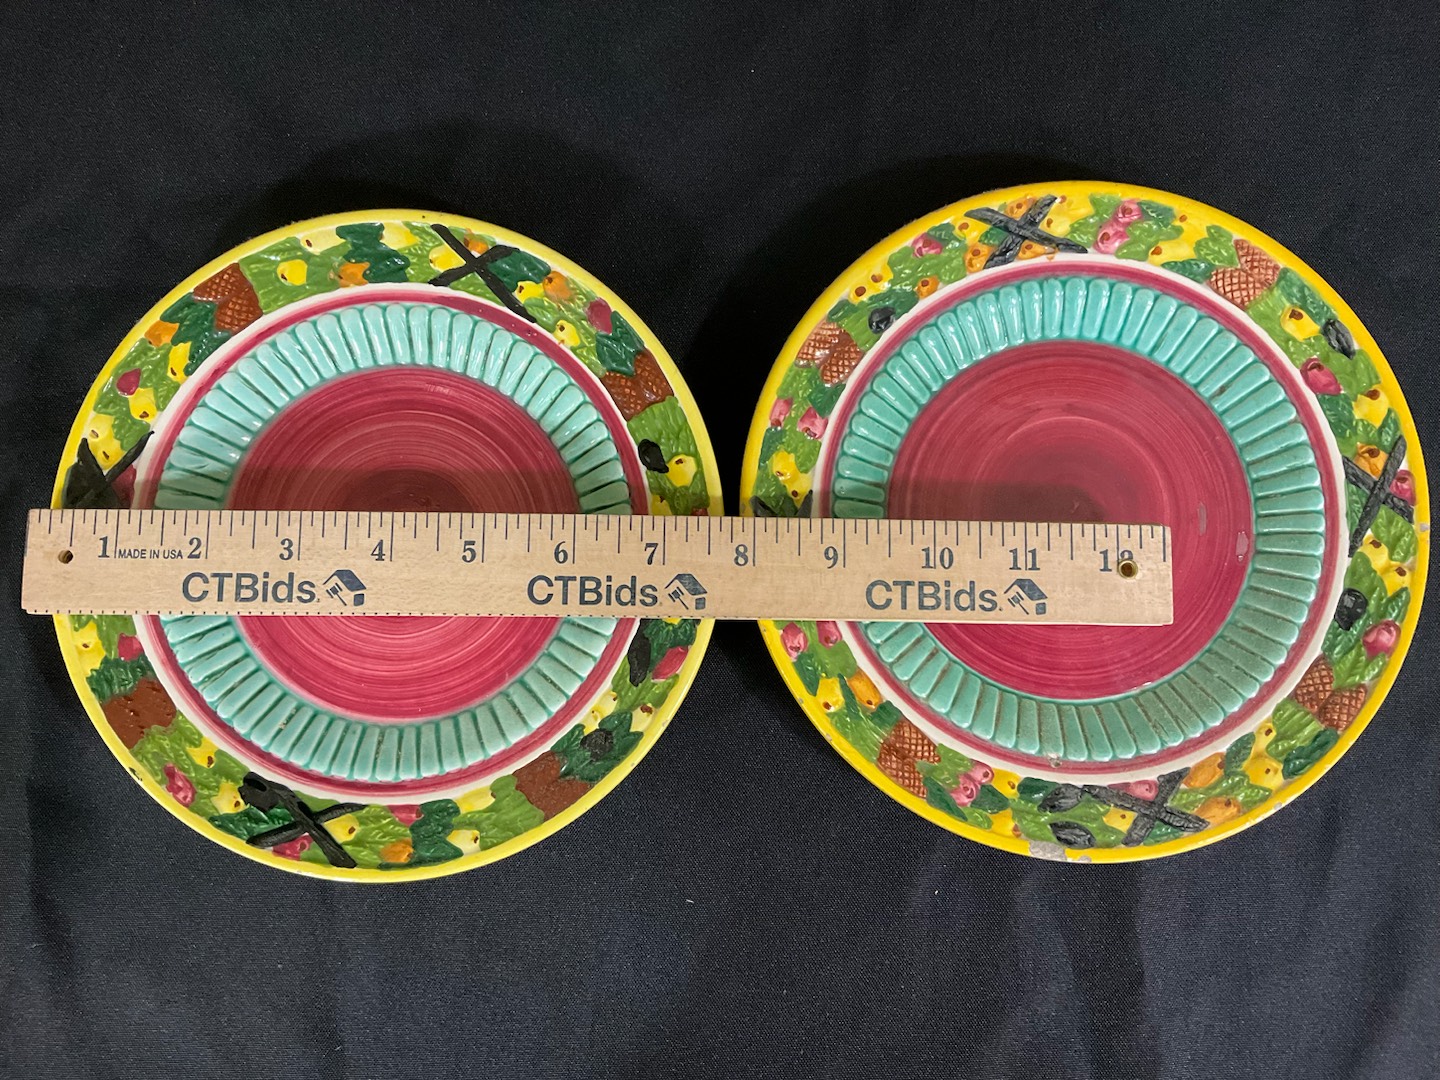 1 MADE IN USA 2 3 4 5 6 7 8 9 10 11 12
CTBids. CTBids. CTBids.